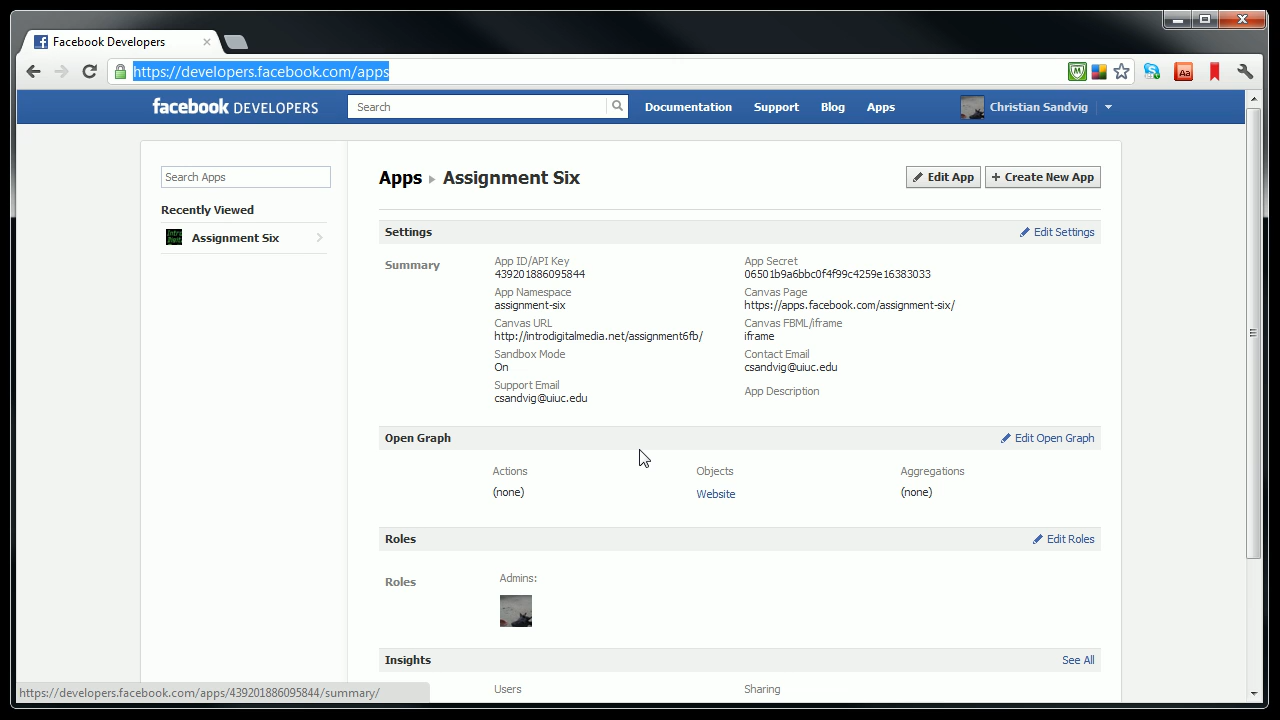 Facebook Developers
https://developers.facebook.com/apps
facebook DEVELOPERS
Search
Documentation
Support
Blog
Apps
Christian Sandvig
Search Apps
Recently Viewed
Assignment Six
Apps ▸ Assignment Six
Edit App
+ Create New App
Settings
Edit Settings
Summary
App ID/API Key
439201886095844
App Secret
06501b9a6bbc0f4f99c4259e16383033
App Namespace
assignment-six
Canvas Page
https://apps.facebook.com/assignment-six/
Canvas URL
http://introdigitalmedia.net/assignment6fb/
Canvas FBML/iframe
iframe
Sandbox Mode
On
Contact Email
csandvig@uiuc.edu
Support Email
csandvig@uiuc.edu
App Description
Open Graph
Edit Open Graph
Actions
(none)
Objects
Website
Aggregations
(none)
Roles
Edit Roles
Roles
Admins:
Insights
See All
Users
Sharing
https://developers.facebook.com/apps/439201886095844/summary/